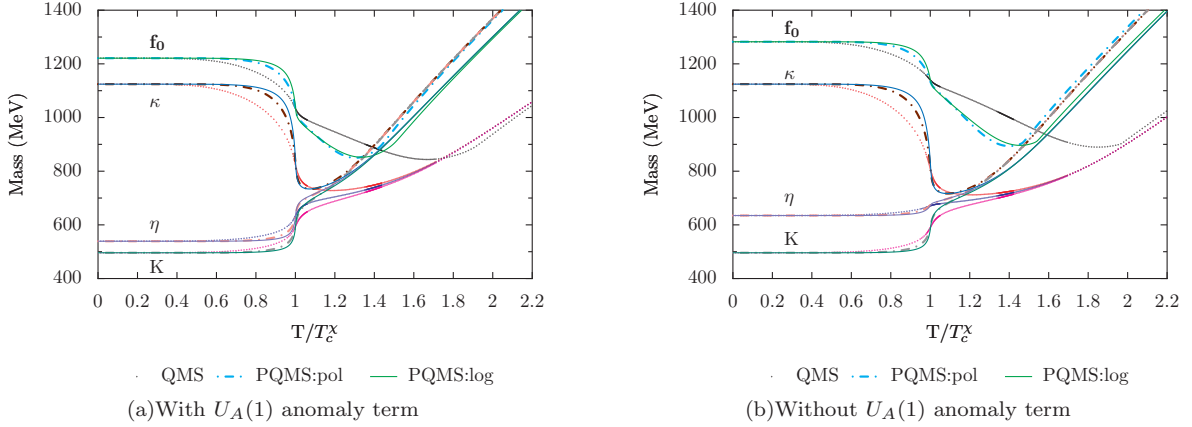 1400
1200
1000
800
600
400
Mass (MeV)
f₀
κ
η
K
0 0.2 0.4 0.6 0.8 1 1.2 1.4 1.6 1.8 2 2.2
T/T_c^χ
QMS PQMS:pol PQMS:log
(a)With U_A(1) anomaly term
1400
1200
1000
800
600
400
Mass (MeV)
f₀
κ
η
K
0 0.2 0.4 0.6 0.8 1 1.2 1.4 1.6 1.8 2 2.2
T/T_c^χ
QMS PQMS:pol PQMS:log
(b)Without U_A(1) anomaly term